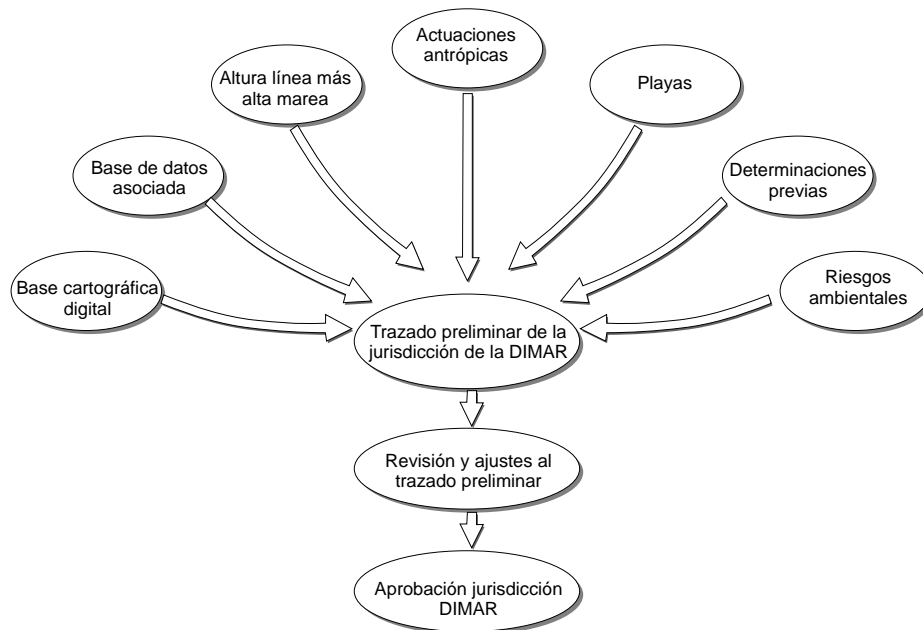 Actuaciones
antrópicas
Altura línea más
alta marea
Playas
Base de datos
asociada
Determinaciones
previas
Base cartográfica
digital
Riesgos
ambientales
Trazado preliminar de la
jurisdicción de la DIMAR
Revisión y ajustes al
trazado preliminar
Aprobación jurisdicción
DIMAR